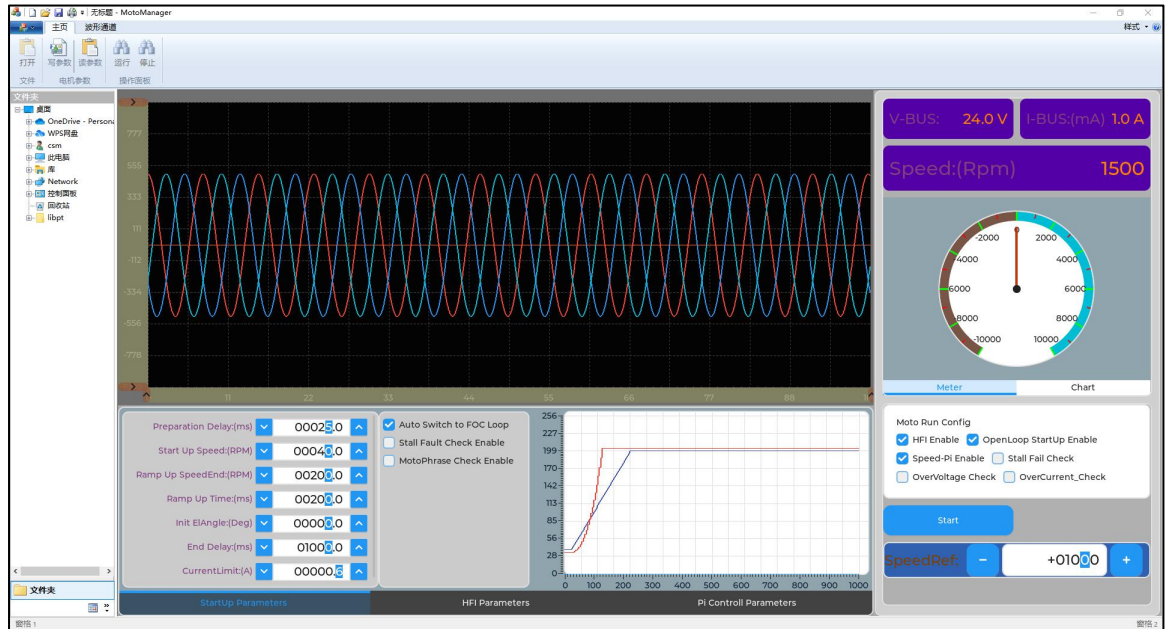 无标题 - MotoManager
主页 波形通道 样式
打开 写参数 读参数 运行 停止
文件 电机参数 操作面板
文件夹
桌面
OneDrive - Persona
WPS网盘
csm
此电脑
库
Network
控制面板
回收站
libpt
文件夹
777
555
333
111
-112
-334
-556
-778
11 22 33 44 55 66 77 88
Preparation Delay:(ms) 00025.0
Start Up Speed:(RPM) 00040.0
Ramp Up SpeedEnd:(RPM) 00200.0
Ramp Up Time:(ms) 00200.0
Init ElAngle:(Deg) 00000.0
End Delay:(ms) 01000.0
CurrentLimit:(A) 00000.6
Auto Switch to FOC Loop
Stall Fault Check Enable
MotoPhrase Check Enable
256
227
199
170
142
113
85
56
28
0
0 100 200 300 400 500 600 700 800 900 1000
StartUp Parameters HFI Parameters Pi Controll Parameters
V-BUS: 24.0 V I-BUS:(mA) 1.0 A
Speed:(Rpm) 1500
0
-2000 2000
-4000 4000
-6000 6000
-8000 8000
-10000 10000
Meter Chart
Moto Run Config
HFI Enable OpenLoop StartUp Enable
Speed-Pi Enable Stall Fail Check
OverVoltage Check OverCurrent_Check
Start
SpeedRef: - +01000 +
窗格 1 窗格 2